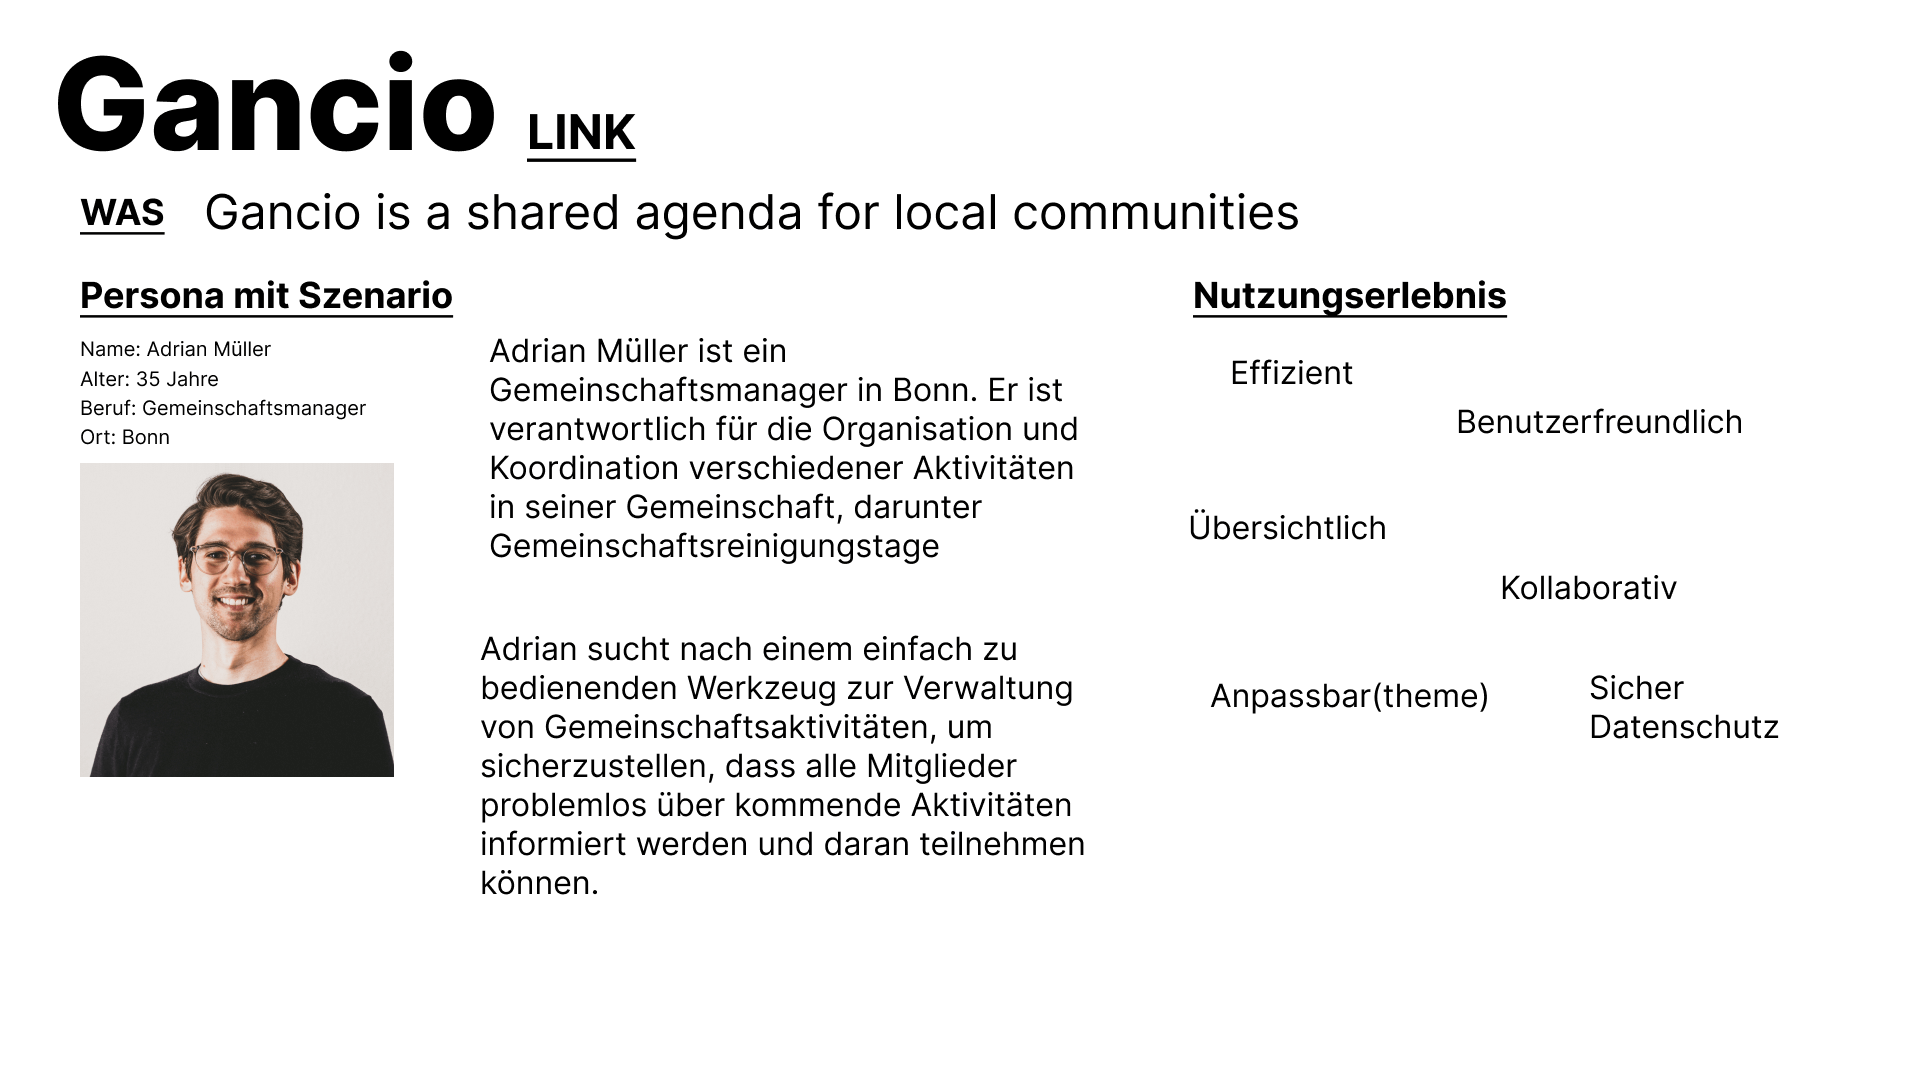 Gancio LINK
WAS Gancio is a shared agenda for local communities
Persona mit Szenario
Name: Adrian Müller
Alter: 35 Jahre
Beruf: Gemeinschaftsmanager
Ort: Bonn
Adrian Müller ist ein
Gemeinschaftsmanager in Bonn. Er ist
verantwortlich für die Organisation und
Koordination verschiedener Aktivitäten
in seiner Gemeinschaft, darunter
Gemeinschaftsreinigungstage
Adrian sucht nach einem einfach zu
bedienenden Werkzeug zur Verwaltung
von Gemeinschaftsaktivitäten, um
sicherzustellen, dass alle Mitglieder
problemlos über kommende Aktivitäten
informiert werden und daran teilnehmen
können.
Nutzungserlebnis
Effizient
Benutzerfreundlich
Übersichtlich
Kollaborativ
Anpassbar(theme)
Sicher
Datenschutz